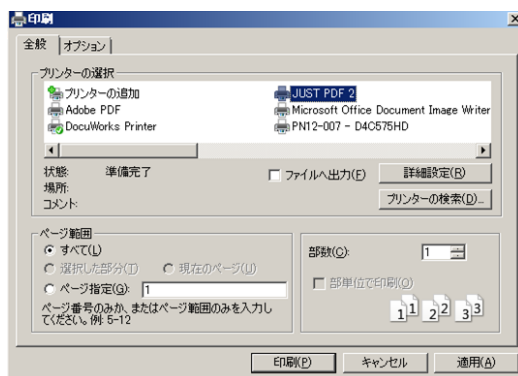 印刷
全般 オプション
プリンターの選択
プリンターの追加
Adobe PDF
DocuWorks Printer
JUST PDF 2
Microsoft Office Document Image Writer
PN12-007 - D4C575HD
状態: 準備完了
場所:
コメント:
ファイルへ出力(F)
詳細設定(R)
プリンターの検索(D)...
ページ範囲
すべて(L)
選択した部分(T) 現在のページ(U)
ページ指定(G): 1
ページ番号のみか、またはページ範囲のみを入力し
てください。例: 5-12
部数(C): 1
部単位で印刷(O)
11 22 33
印刷(P) キャンセル 適用(A)